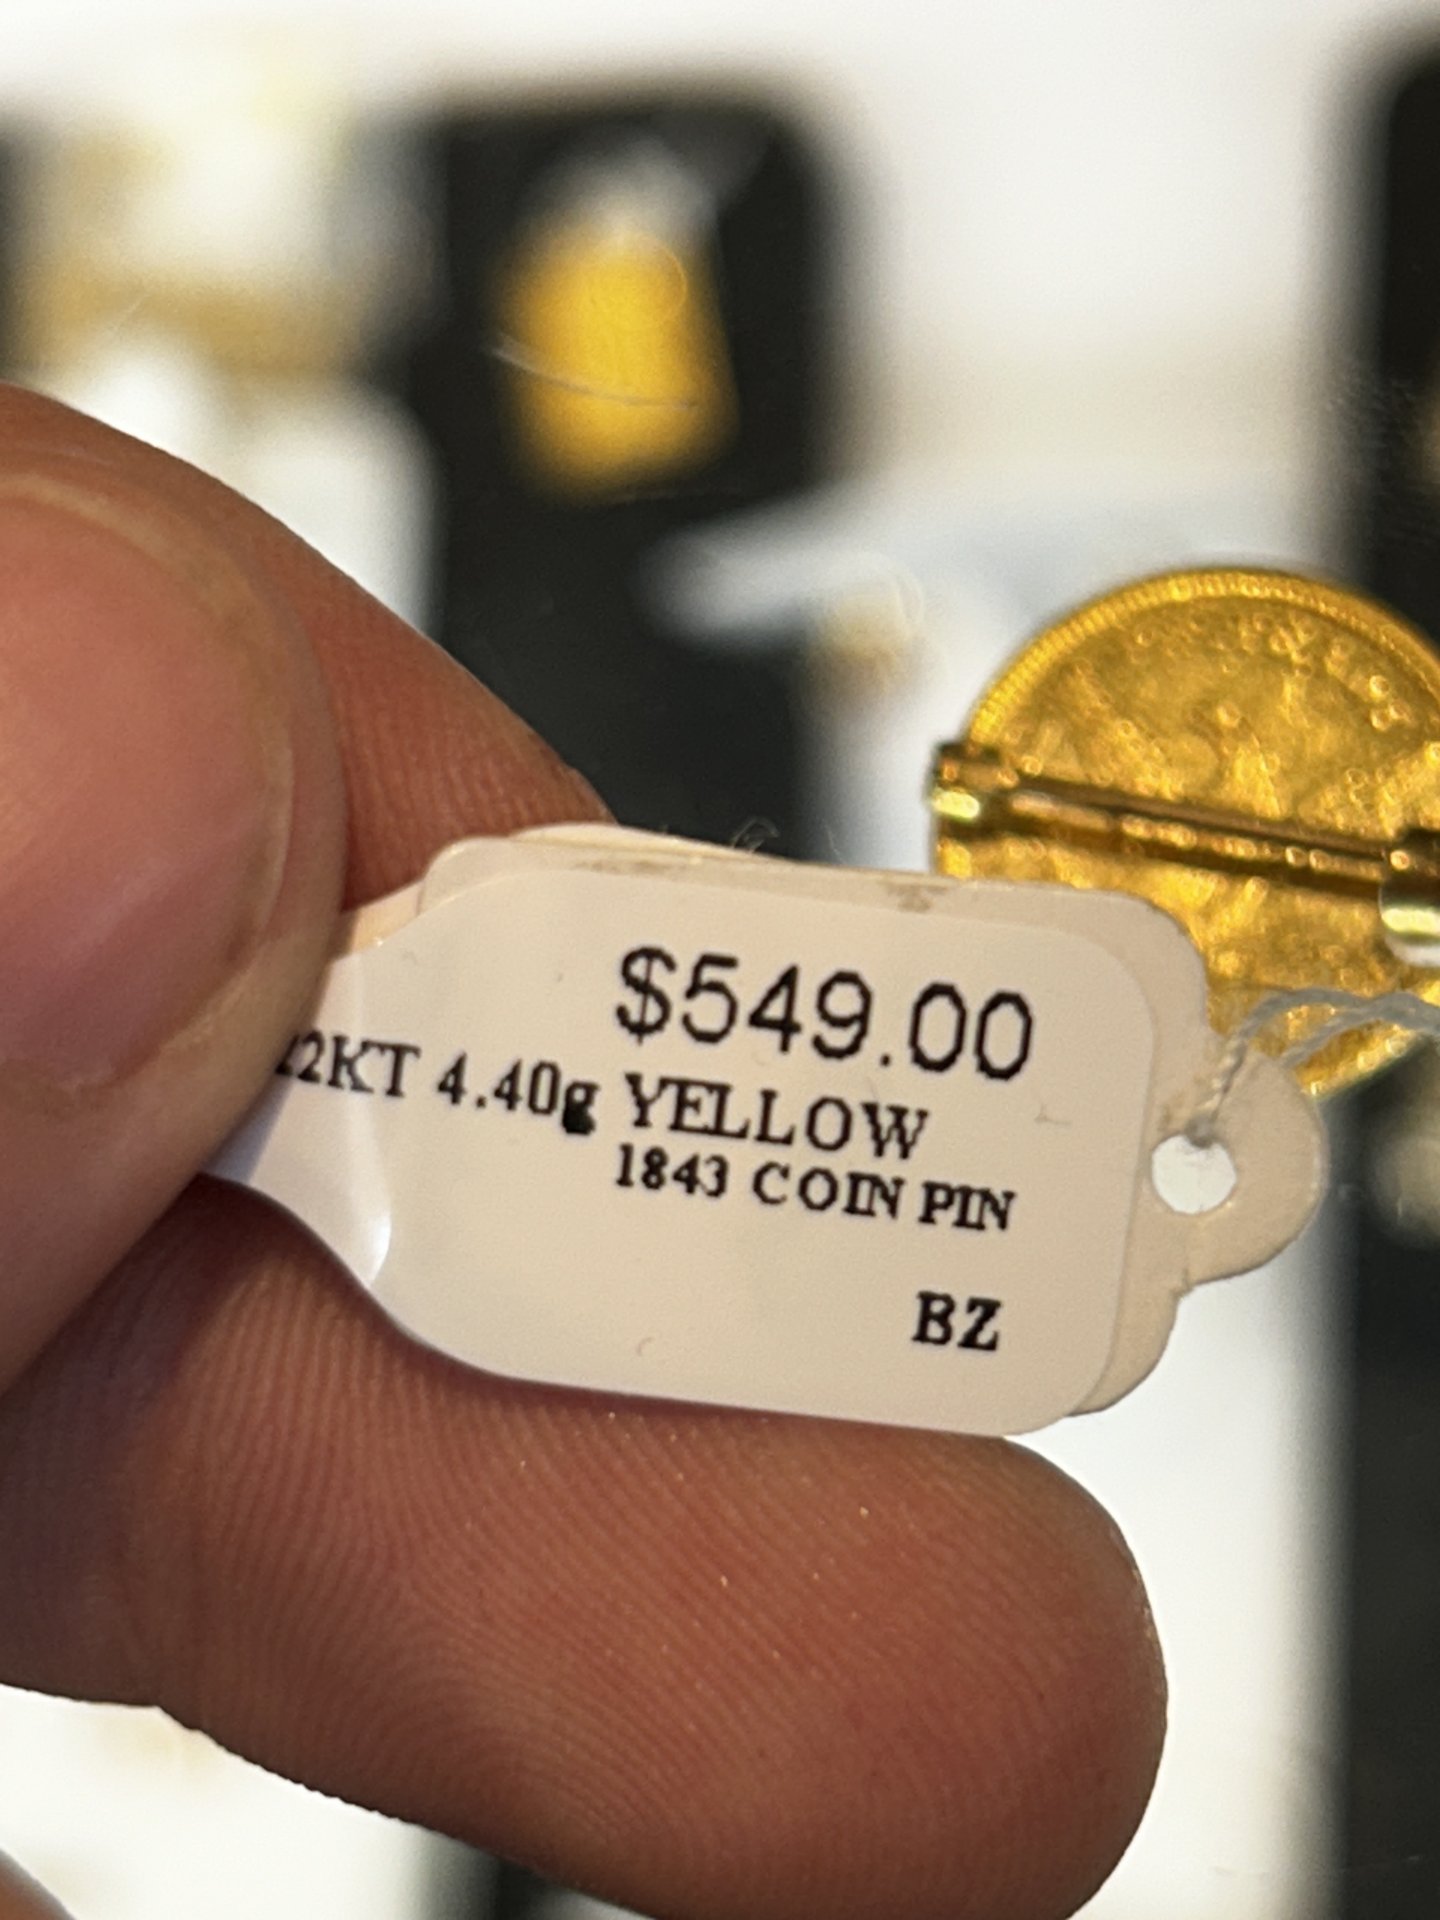 $549.00
22KT 4.40g YELLOW
1843 COIN PIN
BZ